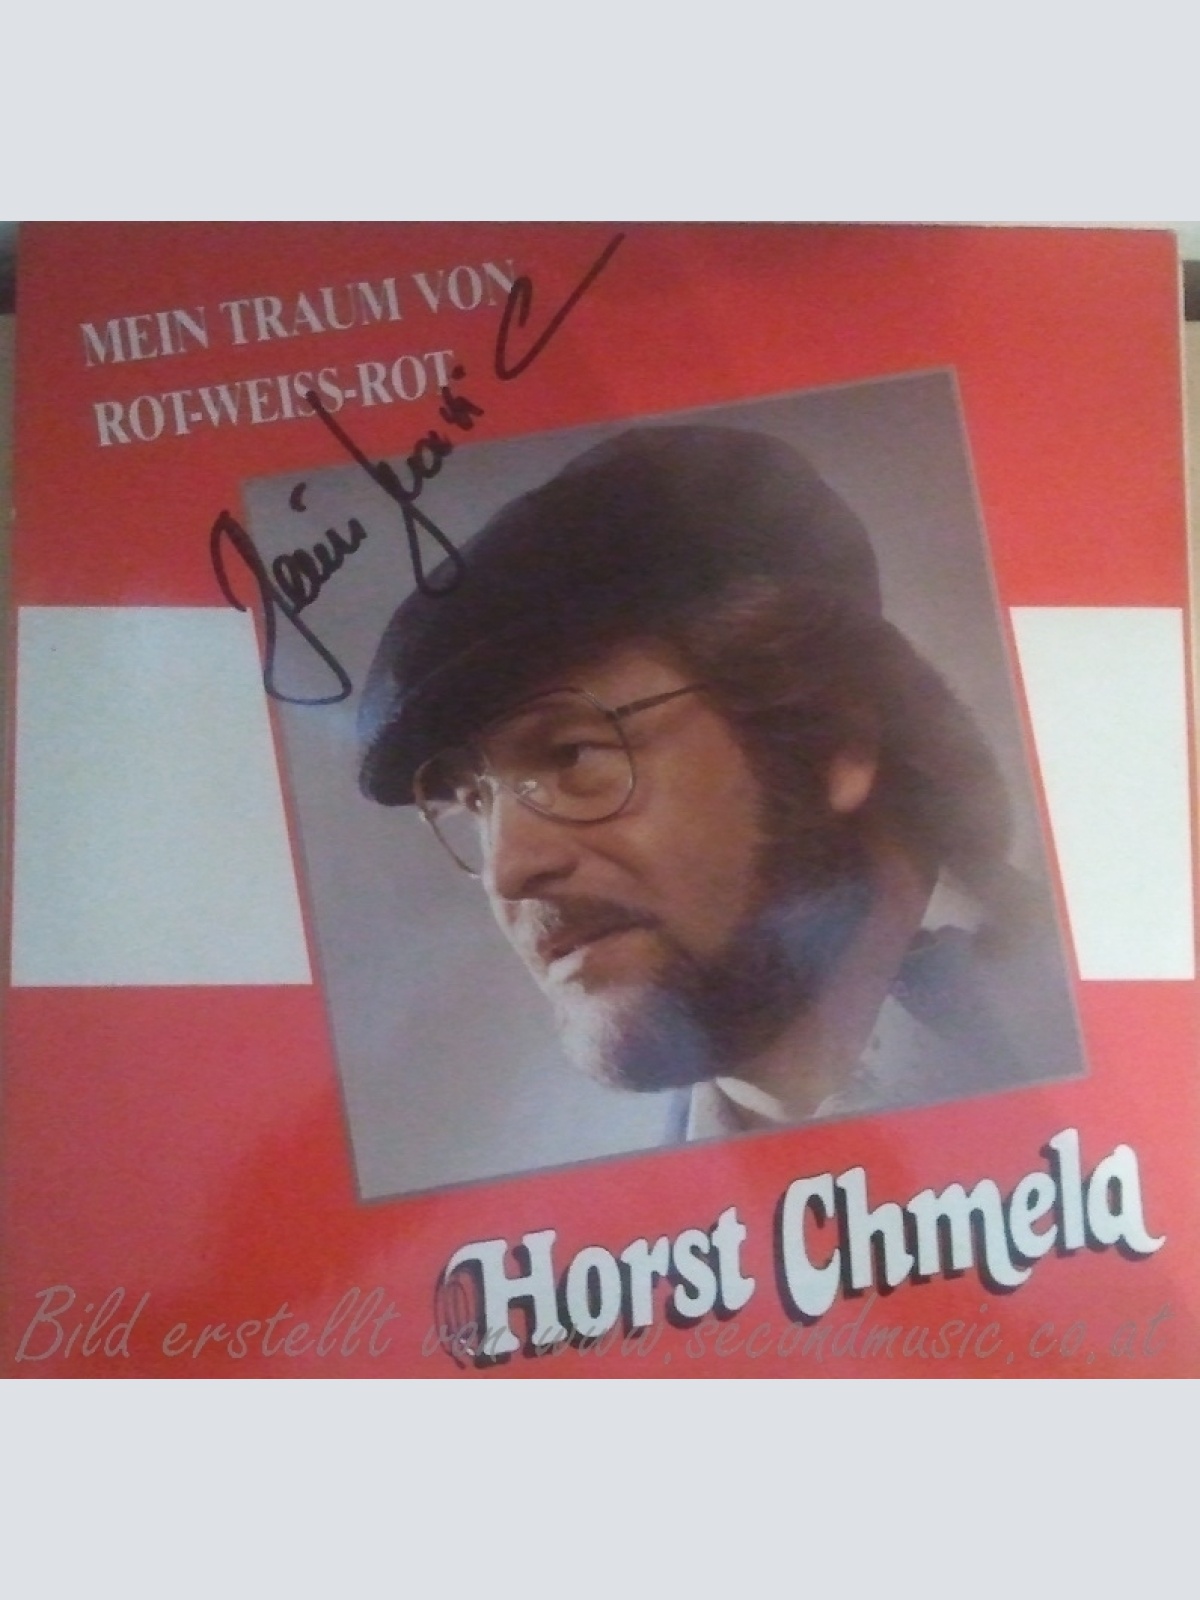 MEIN TRAUM VON
ROT-WEISS-ROT
Horst Chmela
Bild erstellt von www.secondmusic.co.at